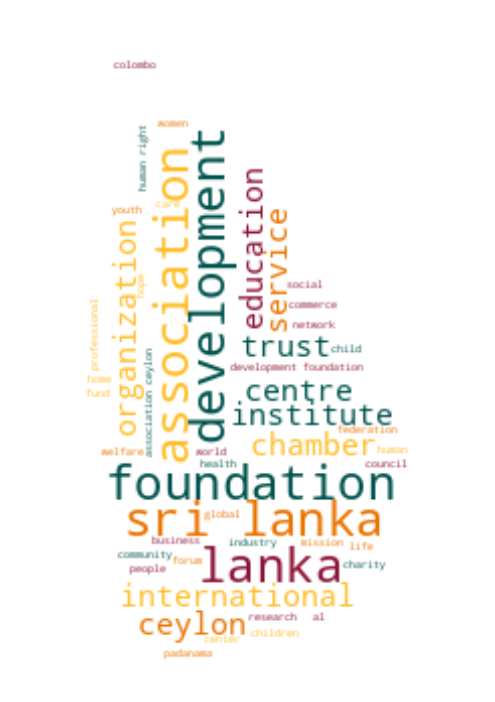 colombo
women
human right
association
development
care
youth
education
service
organization
hope
social
commerce
professional
network
trust
child
association ceylon
development foundation
home
fund
centre
institute
federation
chamber
human
welfare
world
health
council
foundation
sri lanka
global
business
industry
mission
life
community
forum
lanka
charity
people
international
ceylon
research
al
children
center
padanama